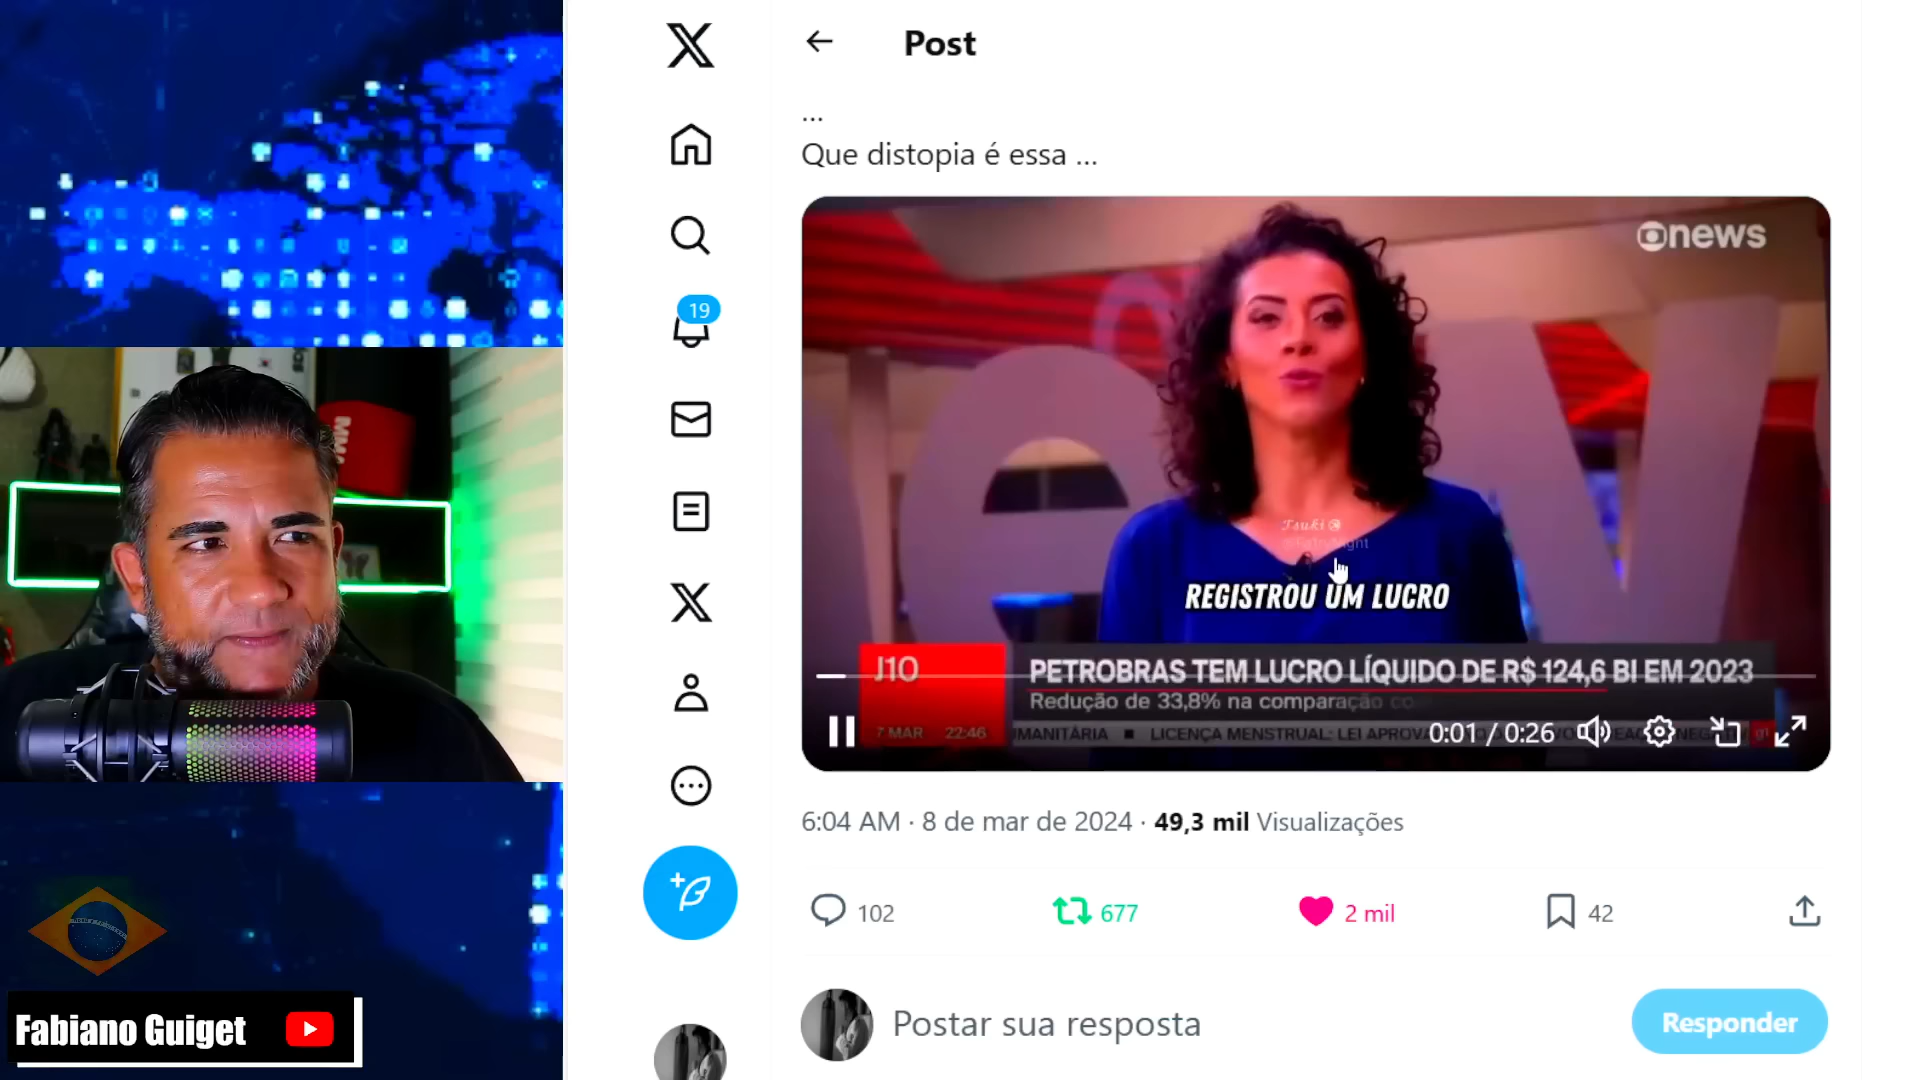 Post
...
Que distopia é essa ...
news
19
Tsuki
REGISTROU UM LUCRO
J10
PETROBRAS TEM LUCRO LÍQUIDO DE R$ 124,6 BI EM 2023
Redução de 33,8% na comparação
7 MAR 22:46
LICENÇA MENSTRUAL: LEI
0:01 / 0:26
6:04 AM · 8 de mar de 2024 · 49,3 mil Visualizações
102
677
2 mil
42
Postar sua resposta
Responder
Fabiano Guiget